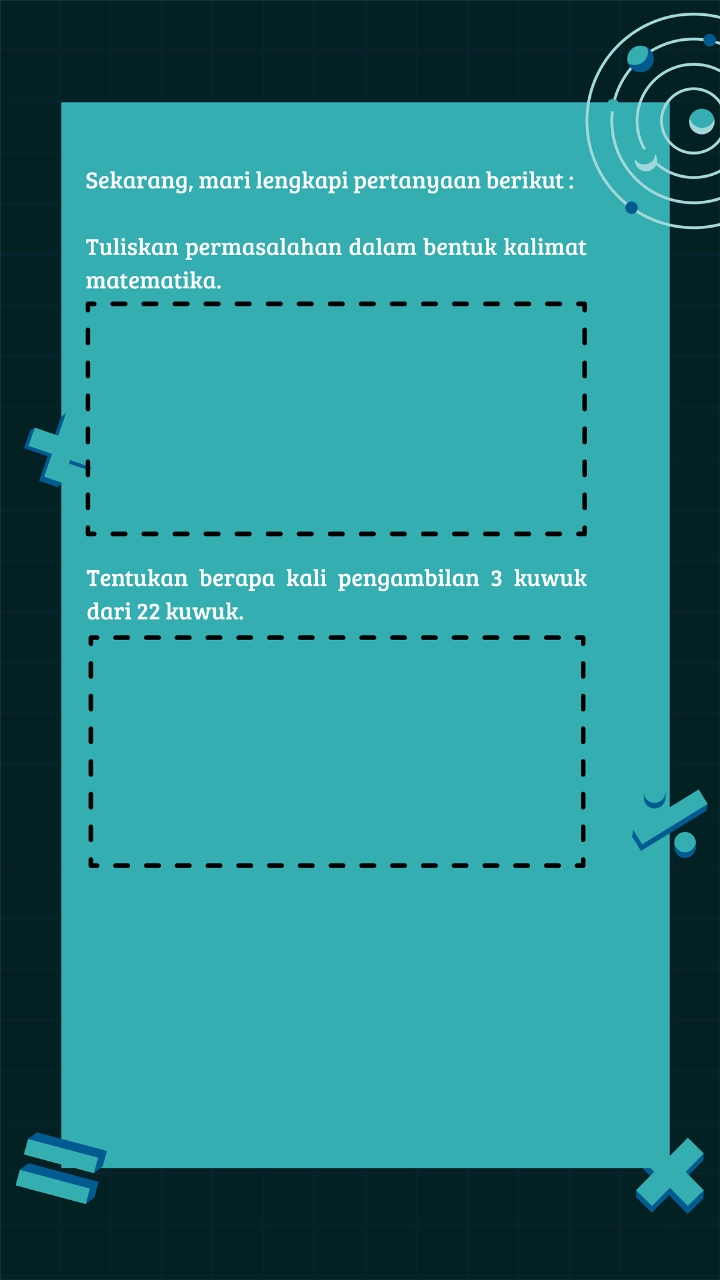 Sekarang, mari lengkapi pertanyaan berikut :
Tuliskan permasalahan dalam bentuk kalimat
matematika.
Tentukan berapa kali pengambilan 3 kuwuk
dari 22 kuwuk.